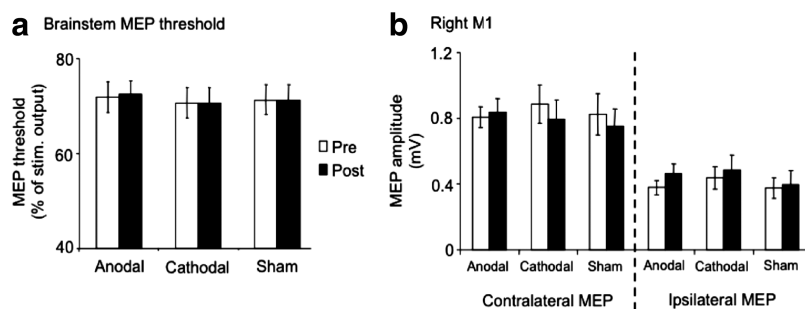 a Brainstem MEP threshold
MEP threshold
(% of stim. output)
80
60
40
Anodal Cathodal Sham
Pre
Post
b Right M1
MEP amplitude
(mV)
1.2
0.8
0.4
0
Anodal Cathodal Sham Anodal Cathodal Sham
Contralateral MEP Ipsilateral MEP